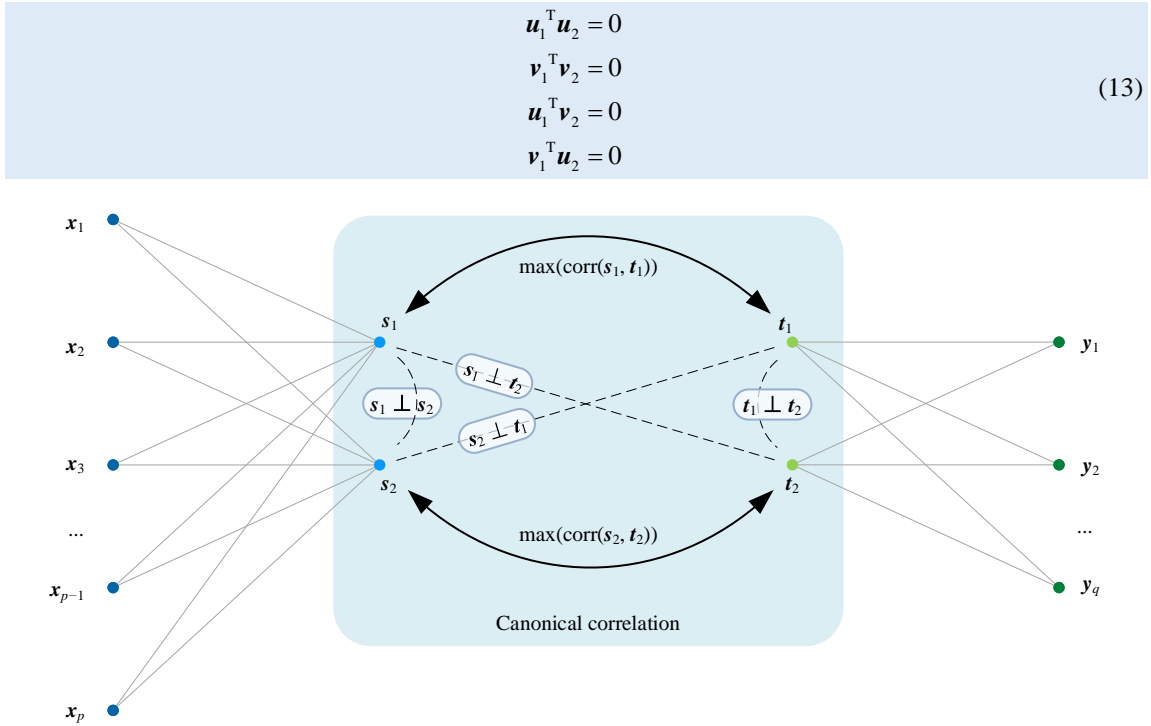 u₁ᵀu₂ = 0
v₁ᵀv₂ = 0
u₁ᵀv₂ = 0
v₁ᵀu₂ = 0
(13)
x₁
max(corr(s₁, t₁))
s₁
t₁
x₂
y₁
s₁ ⊥ t₂
s₁ ⊥ s₂
t₁ ⊥ t₂
s₂ ⊥ t₁
x₃
y₂
s₂
t₂
...
...
max(corr(s₂, t₂))
xₚ₋₁
y_q
Canonical correlation
xₚ